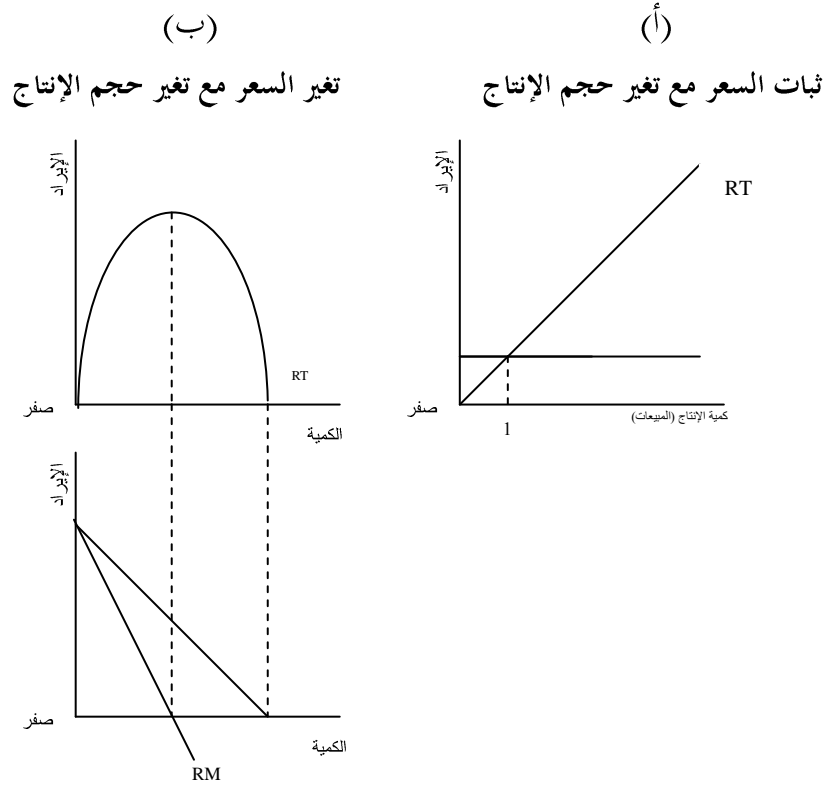 (أ)
ثبات السعر مع تغير حجم الإنتاج
الإيراد
RT
صفر
كمية الإنتاج (المبيعات)
1
(ب)
تغير السعر مع تغير حجم الإنتاج
الإيراد
RT
صفر
الكمية
الإيراد
صفر
الكمية
RM